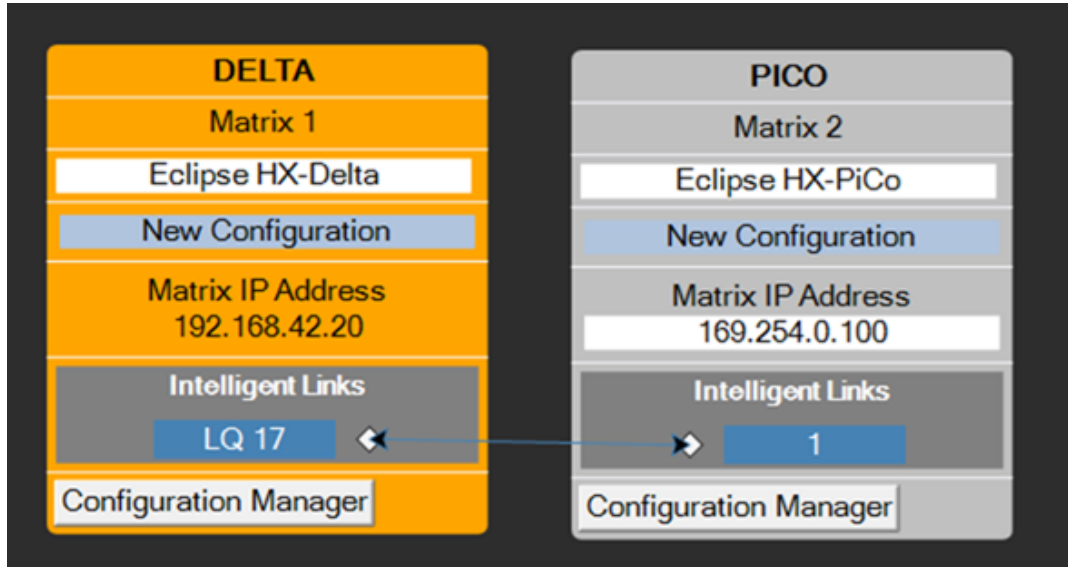 DELTA
Matrix 1
Eclipse HX-Delta
New Configuration
Matrix IP Address
192.168.42.20
Intelligent Links
LQ 17
Configuration Manager
PICO
Matrix 2
Eclipse HX-PiCo
New Configuration
Matrix IP Address
169.254.0.100
Intelligent Links
1
Configuration Manager